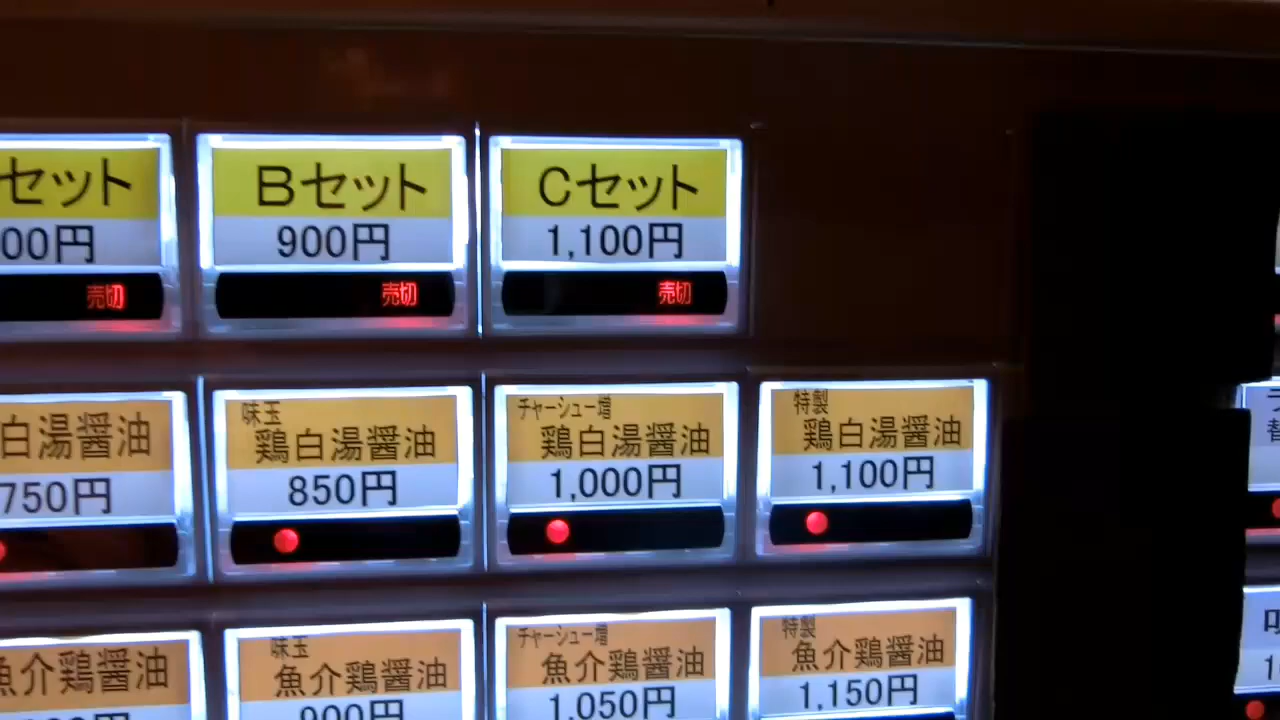 セット
Bセット
Cセット
00円
900円
1,100円
売切
売切
売切
白湯醤油
750円
味玉
鶏白湯醤油
850円
チャーシュー増
鶏白湯醤油
1,000円
特製
鶏白湯醤油
1,100円
替
魚介鶏醤油
味玉
魚介鶏醤油
900円
チャーシュー増
魚介鶏醤油
1,050円
特製
魚介鶏醤油
1,150円